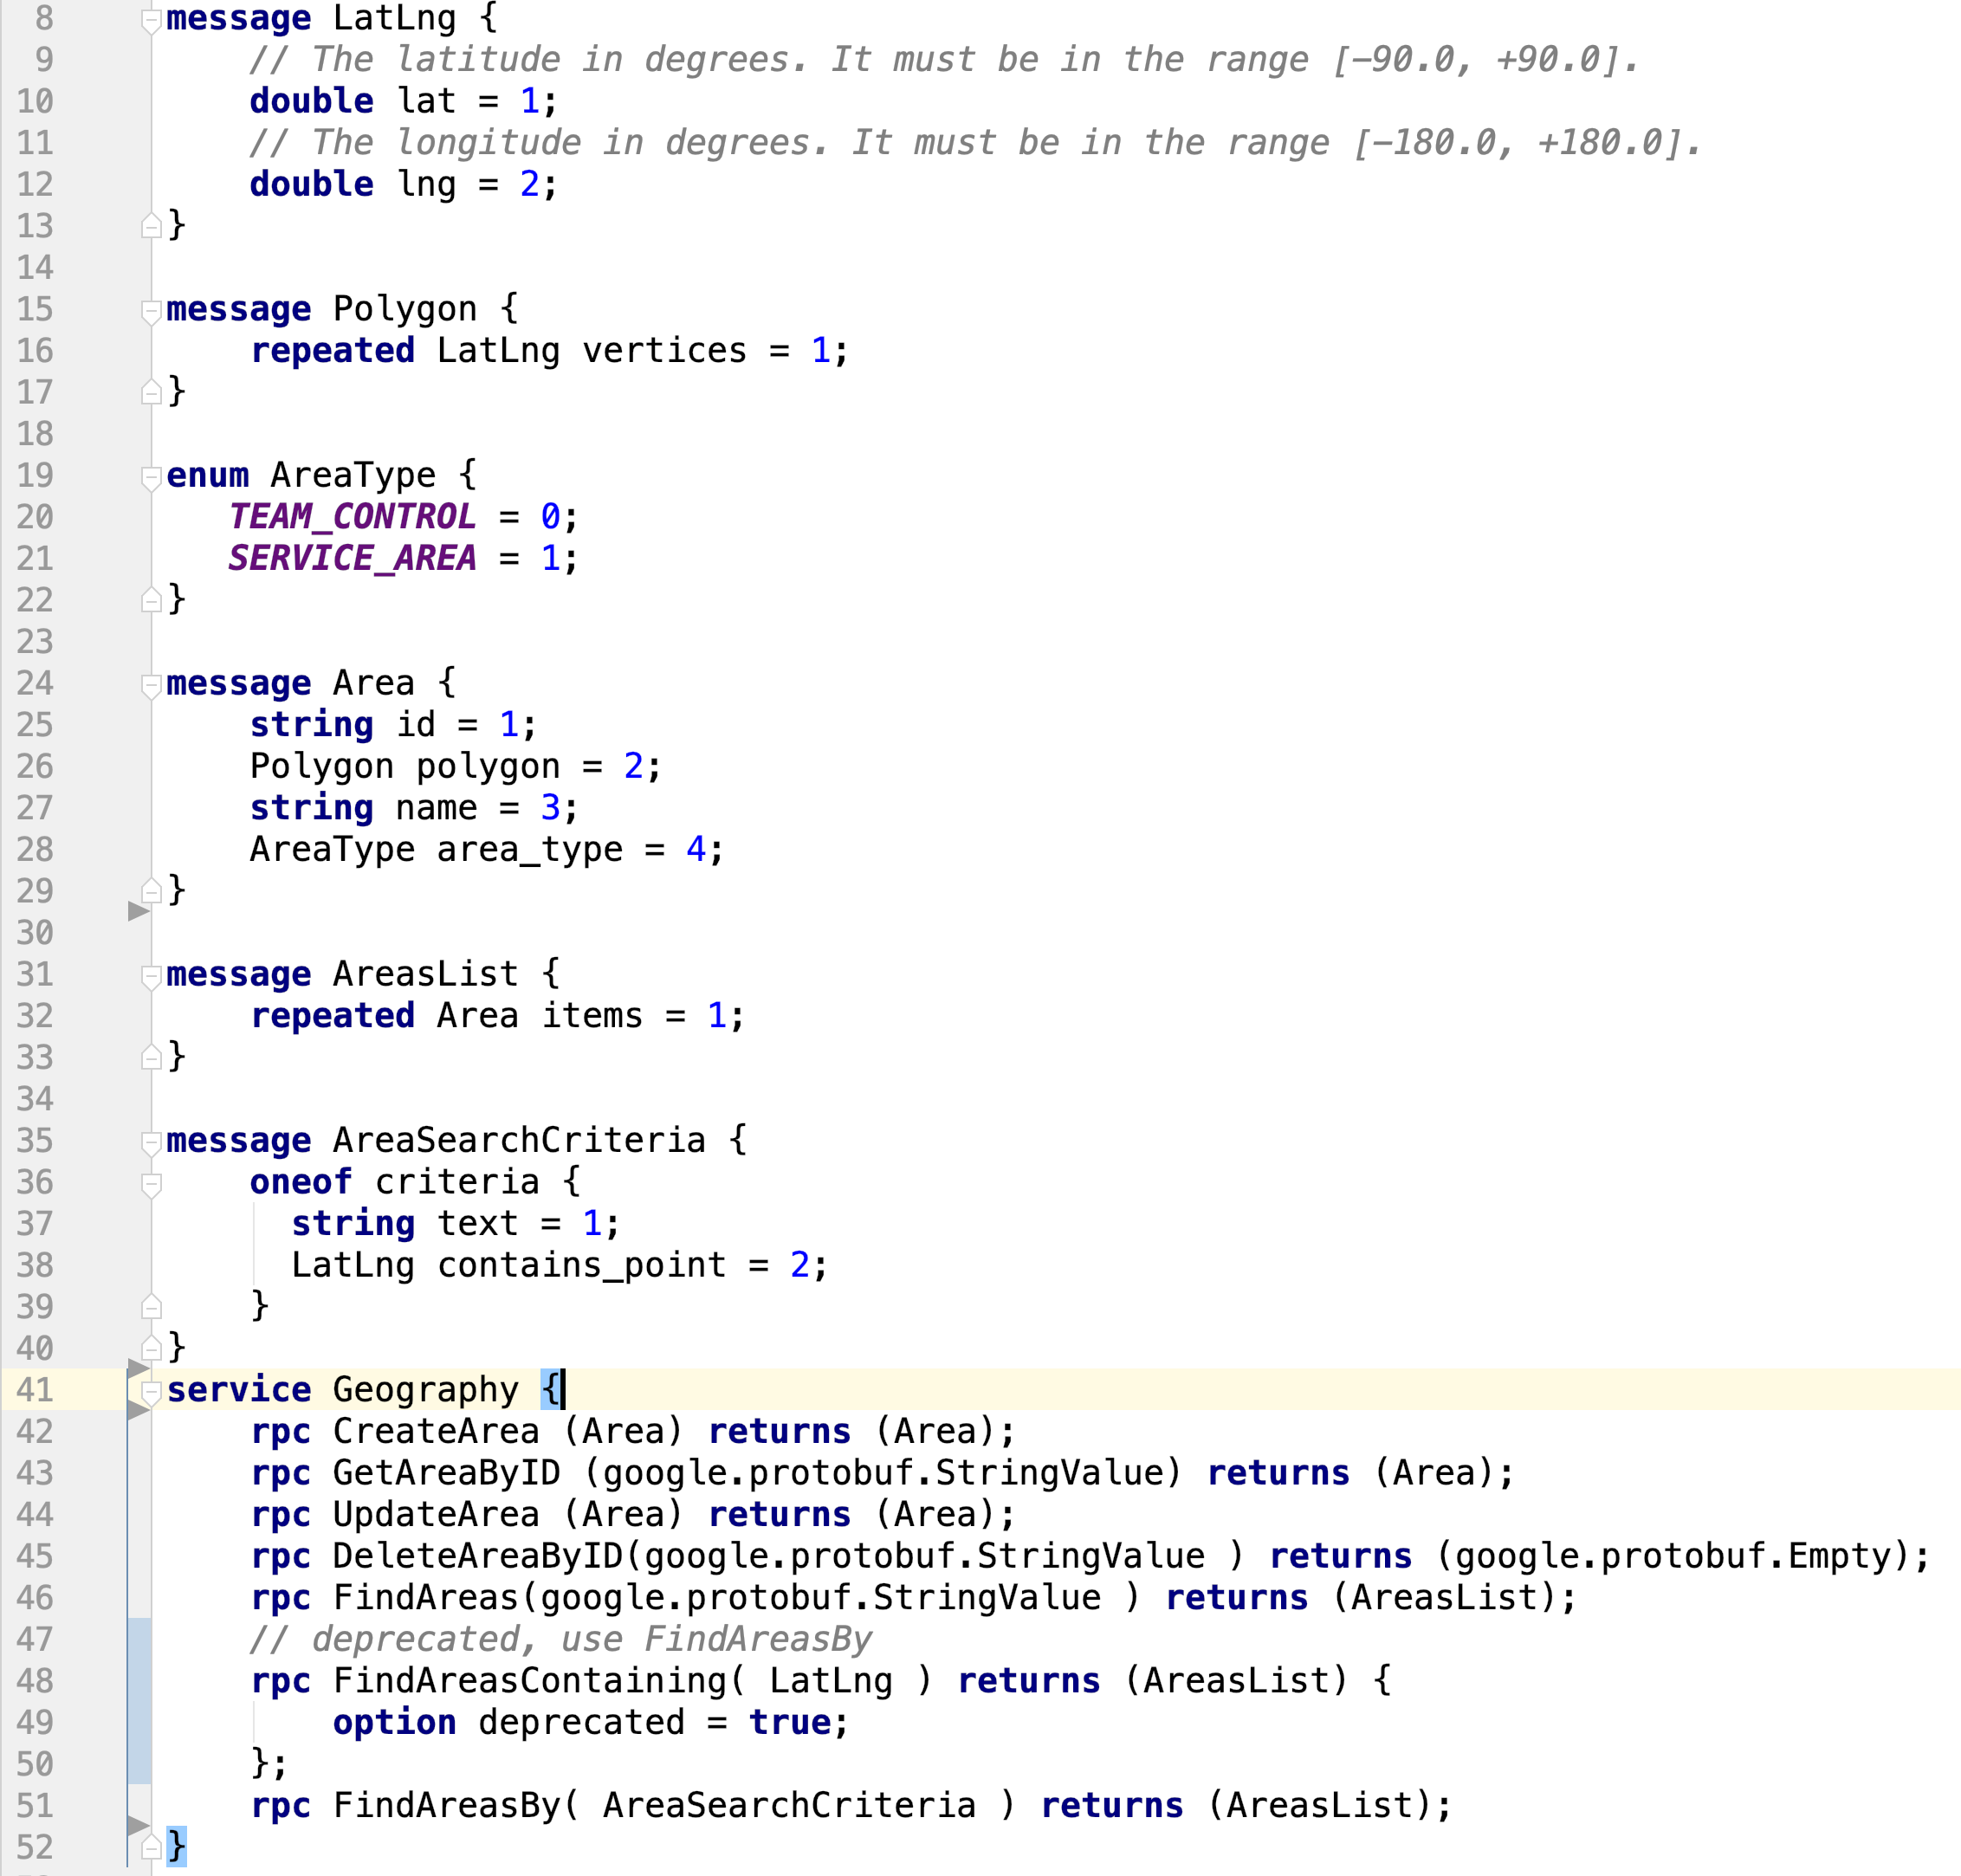 8 message LatLng {
9 // The latitude in degrees. It must be in the range [-90.0, +90.0].
10 double lat = 1;
11 // The longitude in degrees. It must be in the range [-180.0, +180.0].
12 double lng = 2;
13 }
14
15 message Polygon {
16 repeated LatLng vertices = 1;
17 }
18
19 enum AreaType {
20 TEAM_CONTROL = 0;
21 SERVICE_AREA = 1;
22 }
23
24 message Area {
25 string id = 1;
26 Polygon polygon = 2;
27 string name = 3;
28 AreaType area_type = 4;
29 }
30
31 message AreasList {
32 repeated Area items = 1;
33 }
34
35 message AreaSearchCriteria {
36 oneof criteria {
37 string text = 1;
38 LatLng contains_point = 2;
39 }
40 }
41 service Geography {
42 rpc CreateArea (Area) returns (Area);
43 rpc GetAreaByID (google.protobuf.StringValue) returns (Area);
44 rpc UpdateArea (Area) returns (Area);
45 rpc DeleteAreaByID(google.protobuf.StringValue ) returns (google.protobuf.Empty);
46 rpc FindAreas(google.protobuf.StringValue ) returns (AreasList);
47 // deprecated, use FindAreasBy
48 rpc FindAreasContaining( LatLng ) returns (AreasList) {
49 option deprecated = true;
50 };
51 rpc FindAreasBy( AreaSearchCriteria ) returns (AreasList);
52 }